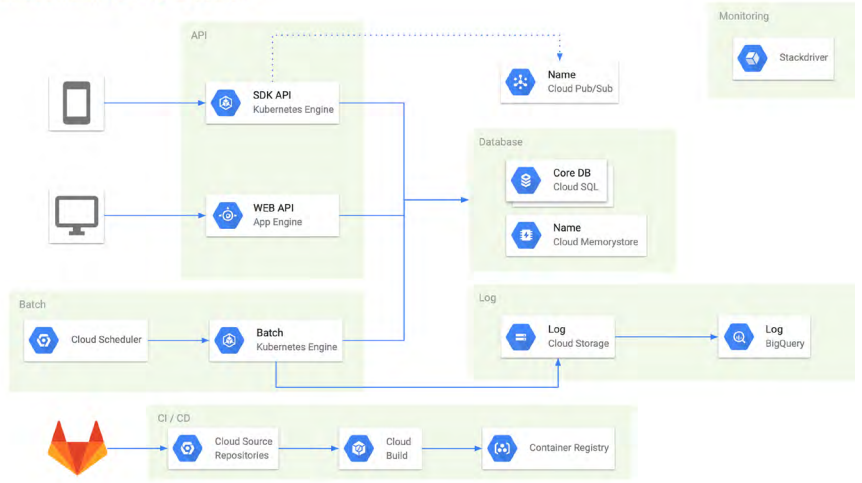 API
Monitoring
Stackdriver
SDK API
Kubernetes Engine
Name
Cloud Pub/Sub
Database
Core DB
Cloud SQL
WEB API
App Engine
Name
Cloud Memorystore
Batch
Cloud Scheduler
Batch
Kubernetes Engine
Log
Log
Cloud Storage
Log
BigQuery
CI / CD
Cloud Source
Repositories
Cloud
Build
Container Registry